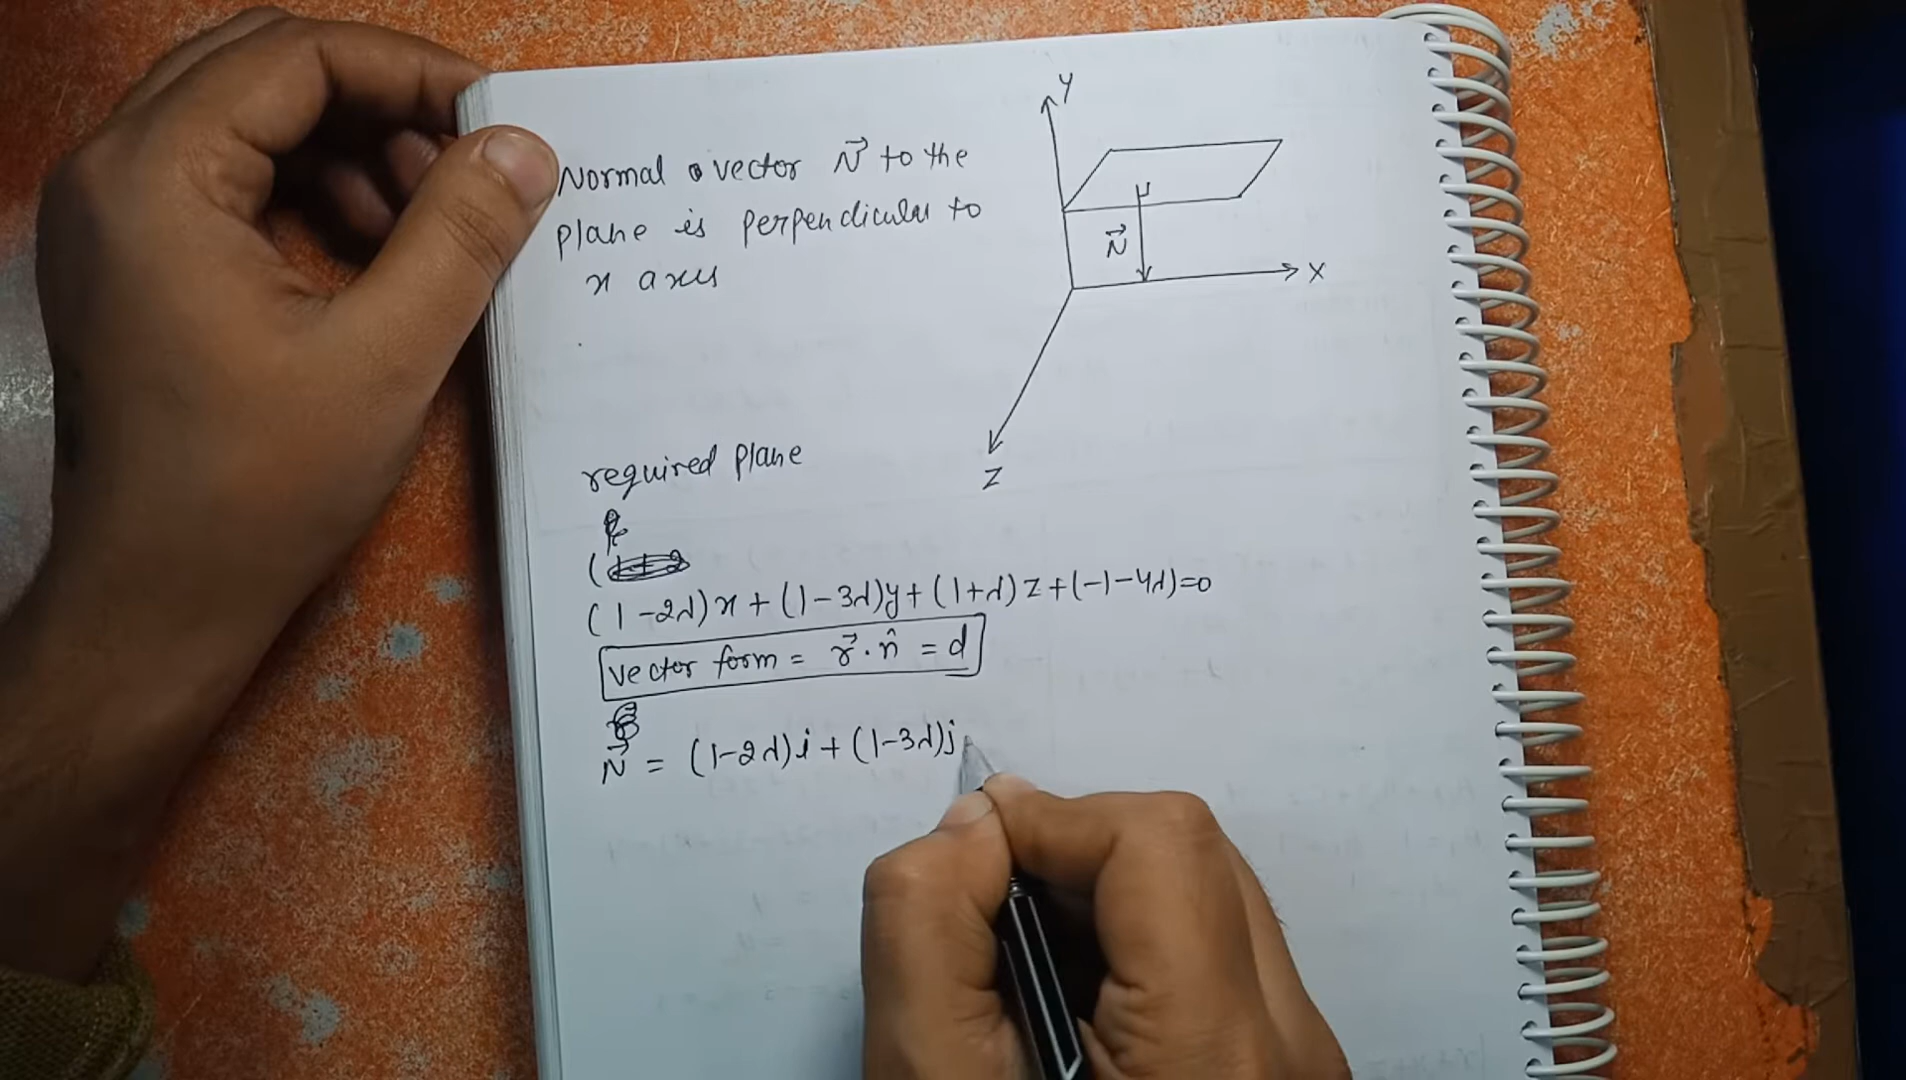 Normal vector N⃗ to the
plane is perpendicular to
x axis
Y
N⃗
X
Z
required plane
(
(1-2λ)x+(1-3λ)y+(1+λ)z+(-1-4λ)=0
vector form = r⃗.n̂ = d
N⃗ = (1-2λ)i+(1-3λ)j